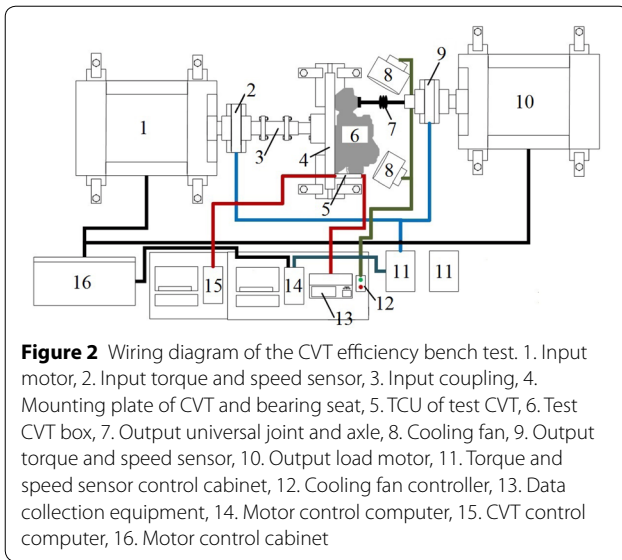 2
9
8
1
10
7
6
3
4
8
5
11
11
16
15
14
12
13
Figure 2 Wiring diagram of the CVT efficiency bench test. 1. Input
motor, 2. Input torque and speed sensor, 3. Input coupling, 4.
Mounting plate of CVT and bearing seat, 5. TCU of test CVT, 6. Test
CVT box, 7. Output universal joint and axle, 8. Cooling fan, 9. Output
torque and speed sensor, 10. Output load motor, 11. Torque and
speed sensor control cabinet, 12. Cooling fan controller, 13. Data
collection equipment, 14. Motor control computer, 15. CVT control
computer, 16. Motor control cabinet